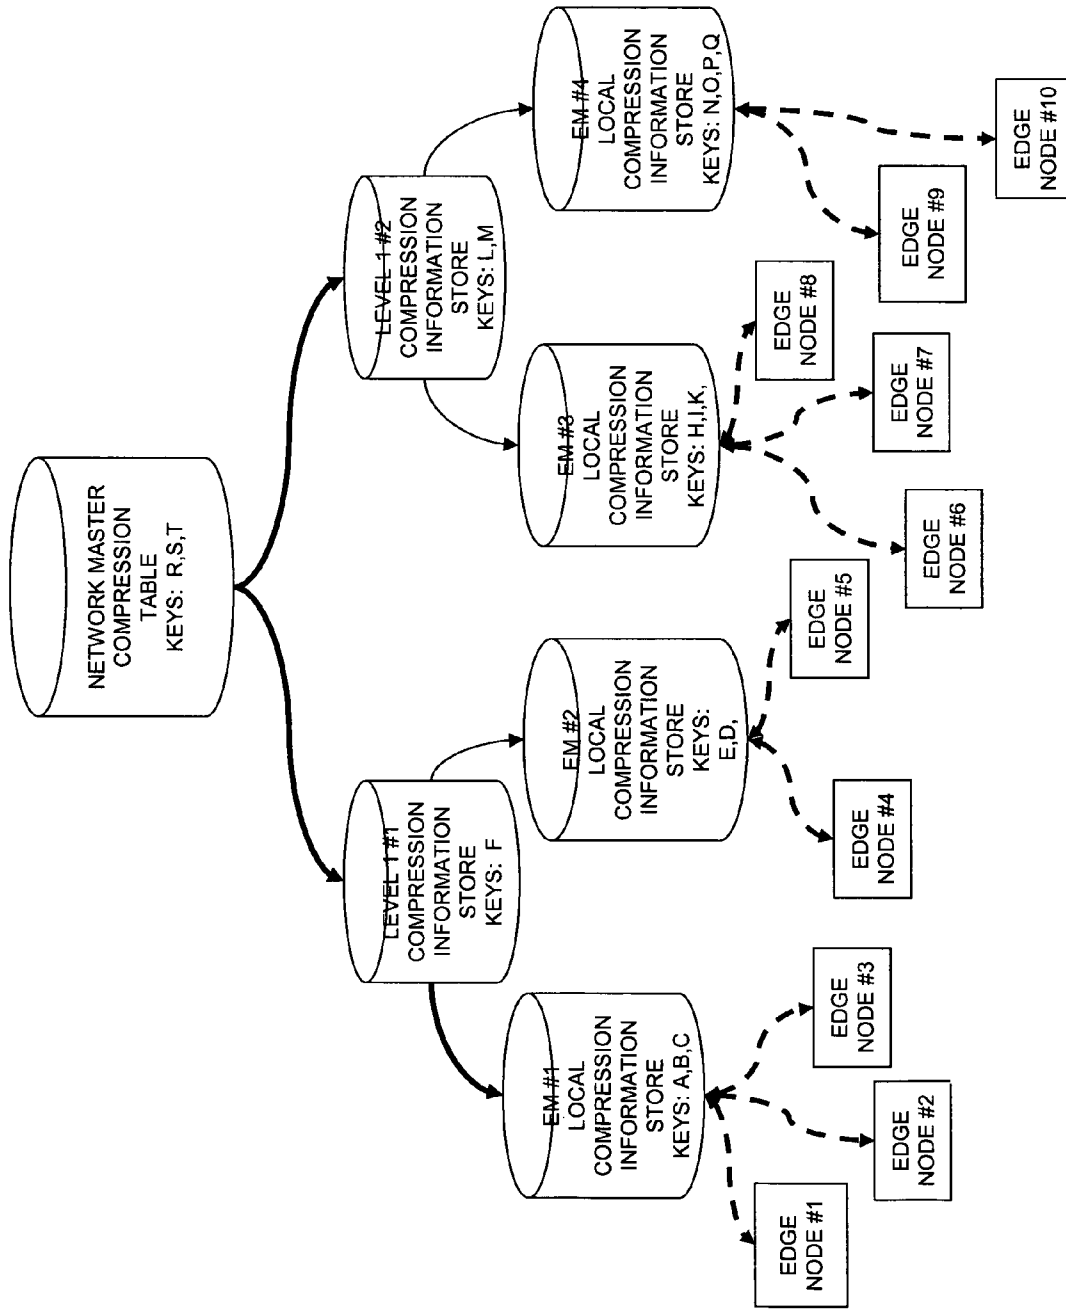 NETWORK MASTER
COMPRESSION
TABLE
KEYS: R,S,T
LEVEL 1 #1
COMPRESSION
INFORMATION
STORE
KEYS: F
LEVEL 1 #2
COMPRESSION
INFORMATION
STORE
KEYS: L,M
EM #1
LOCAL
COMPRESSION
INFORMATION
STORE
KEYS: A,B,C
EM #2
LOCAL
COMPRESSION
INFORMATION
STORE
KEYS:
E,D,
EM #3
LOCAL
COMPRESSION
INFORMATION
STORE
KEYS: H,I,K,
EM #4
LOCAL
COMPRESSION
INFORMATION
STORE
KEYS: N,O,P,Q
EDGE
NODE #1
EDGE
NODE #2
EDGE
NODE #3
EDGE
NODE #4
EDGE
NODE #5
EDGE
NODE #6
EDGE
NODE #7
EDGE
NODE #8
EDGE
NODE #9
EDGE
NODE #10